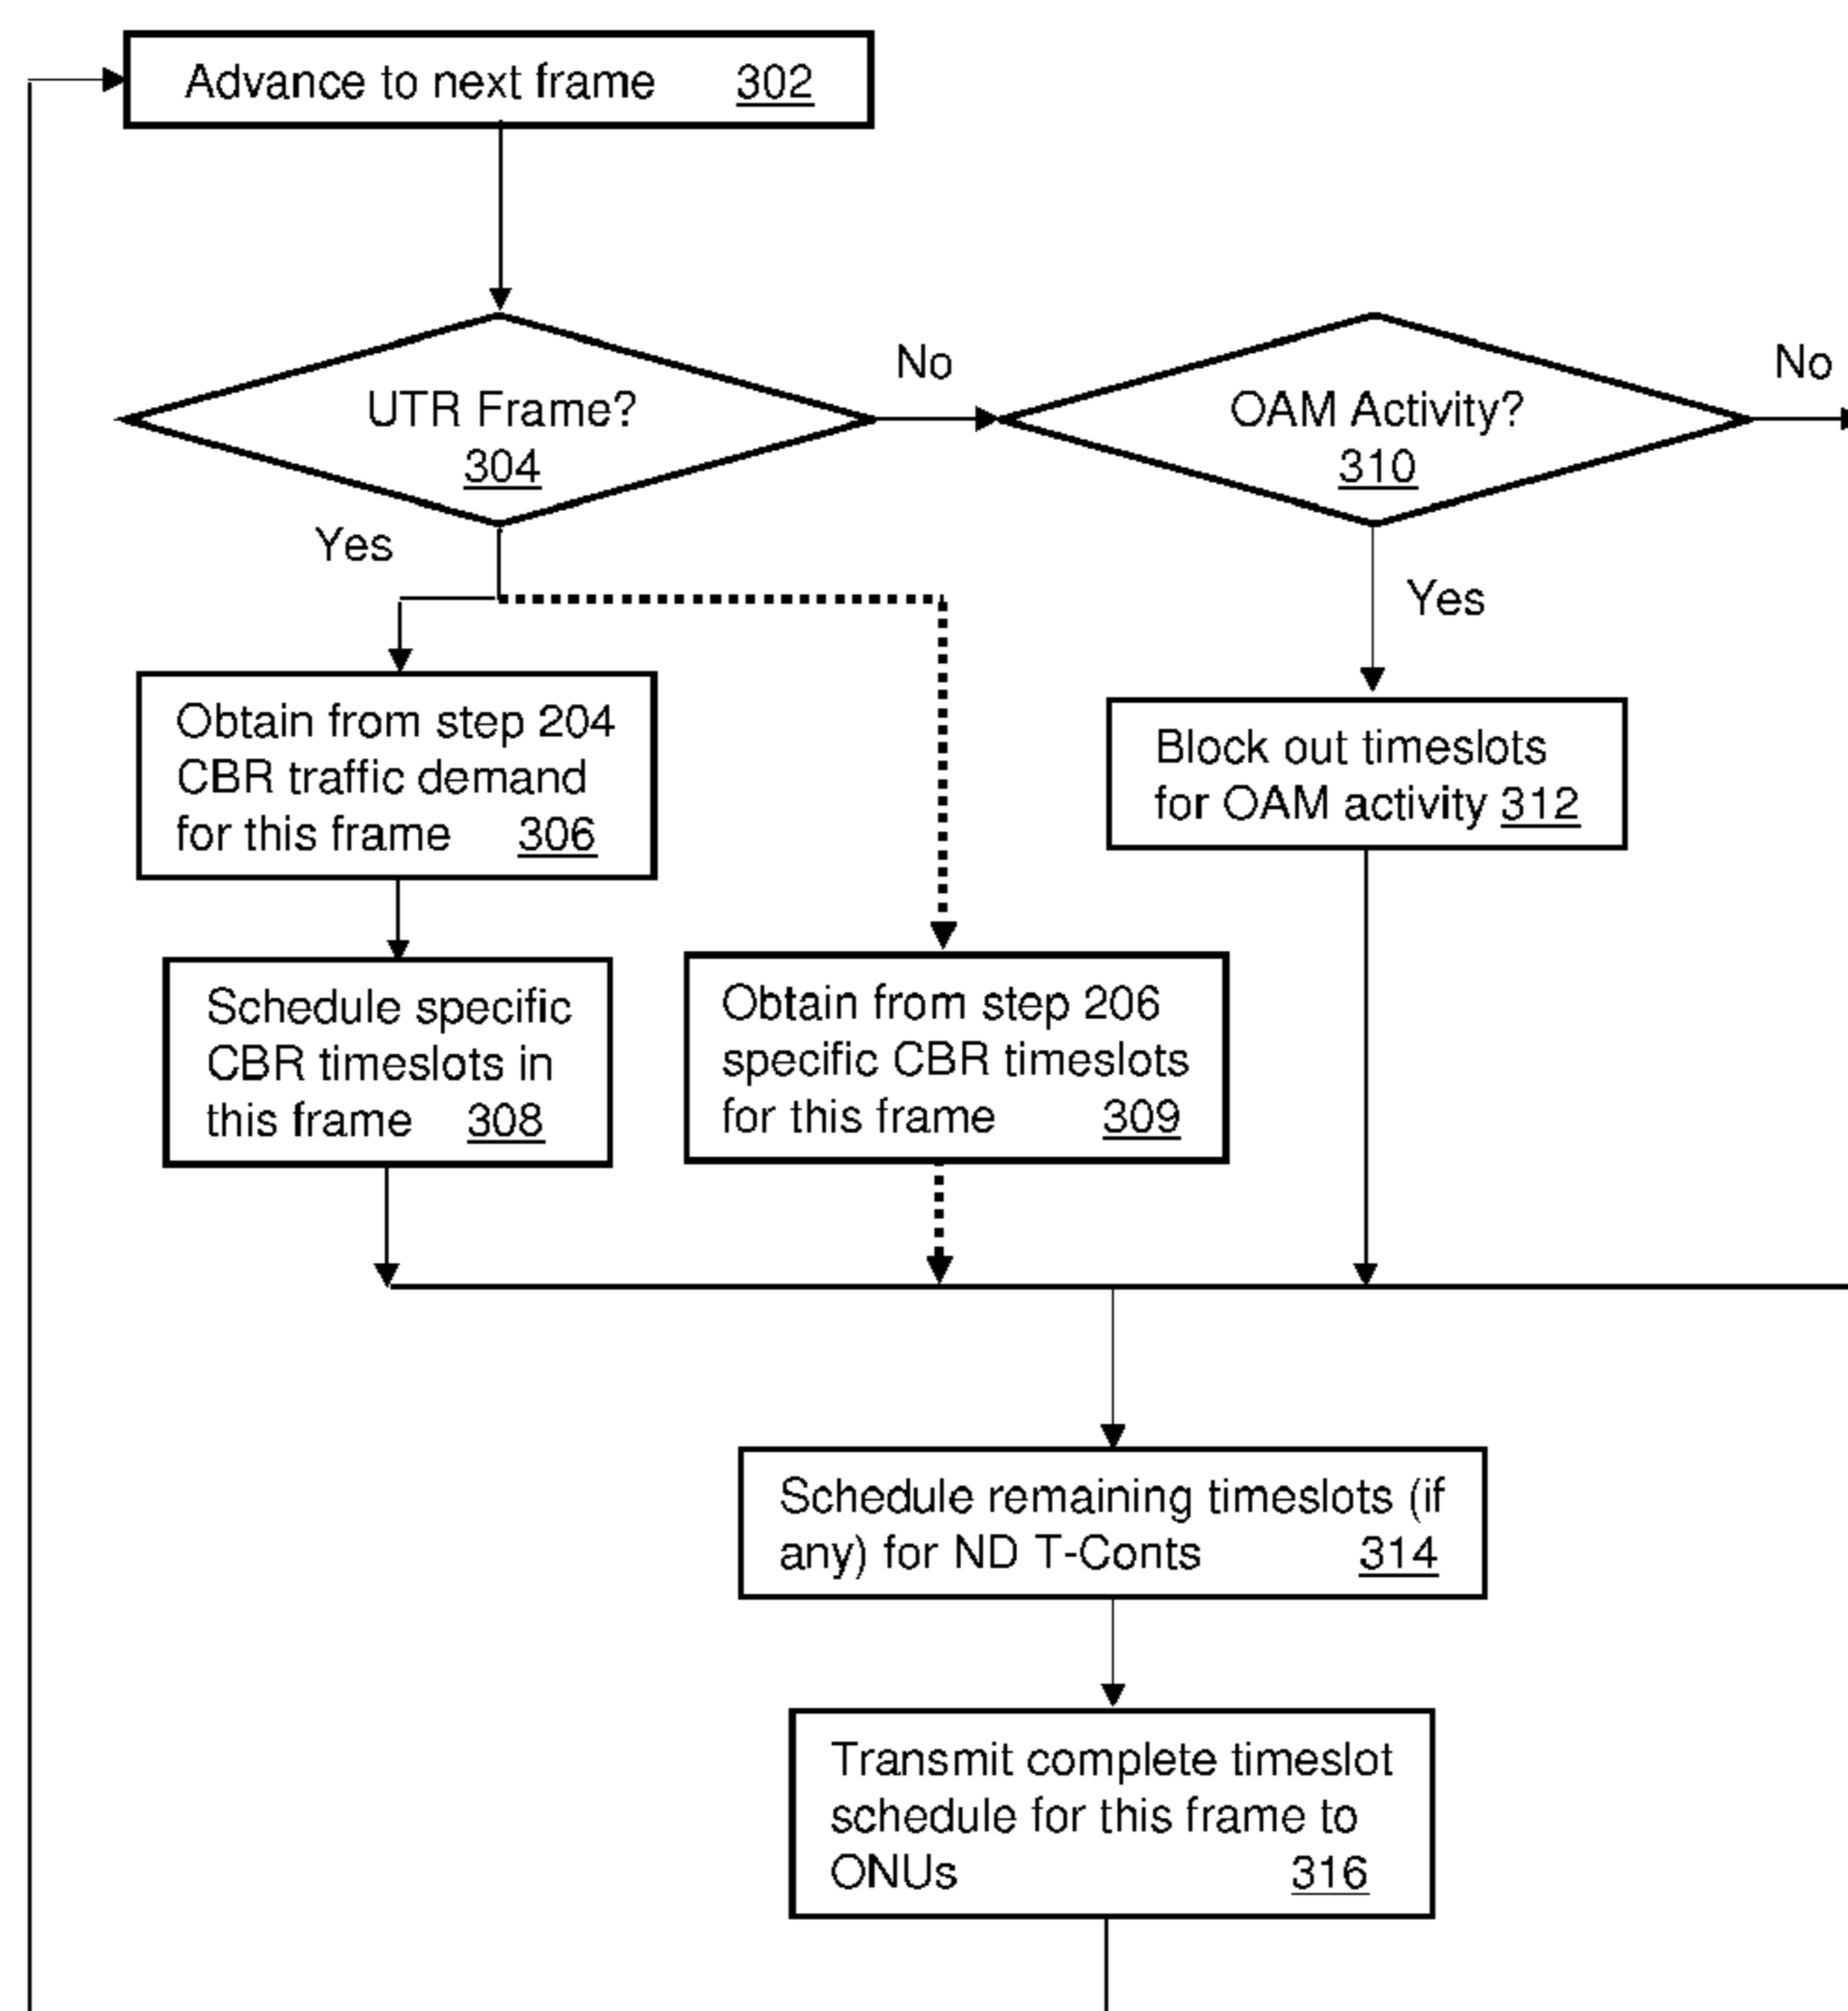 Advance to next frame 302
UTR Frame?
304
No
OAM Activity?
310
No
Yes
Yes
Obtain from step 204
CBR traffic demand
for this frame 306
Block out timeslots
for OAM activity 312
Schedule specific
CBR timeslots in
this frame 308
Obtain from step 206
specific CBR timeslots
for this frame 309
Schedule remaining timeslots (if
any) for ND T-Conts 314
Transmit complete timeslot
schedule for this frame to
ONUs 316